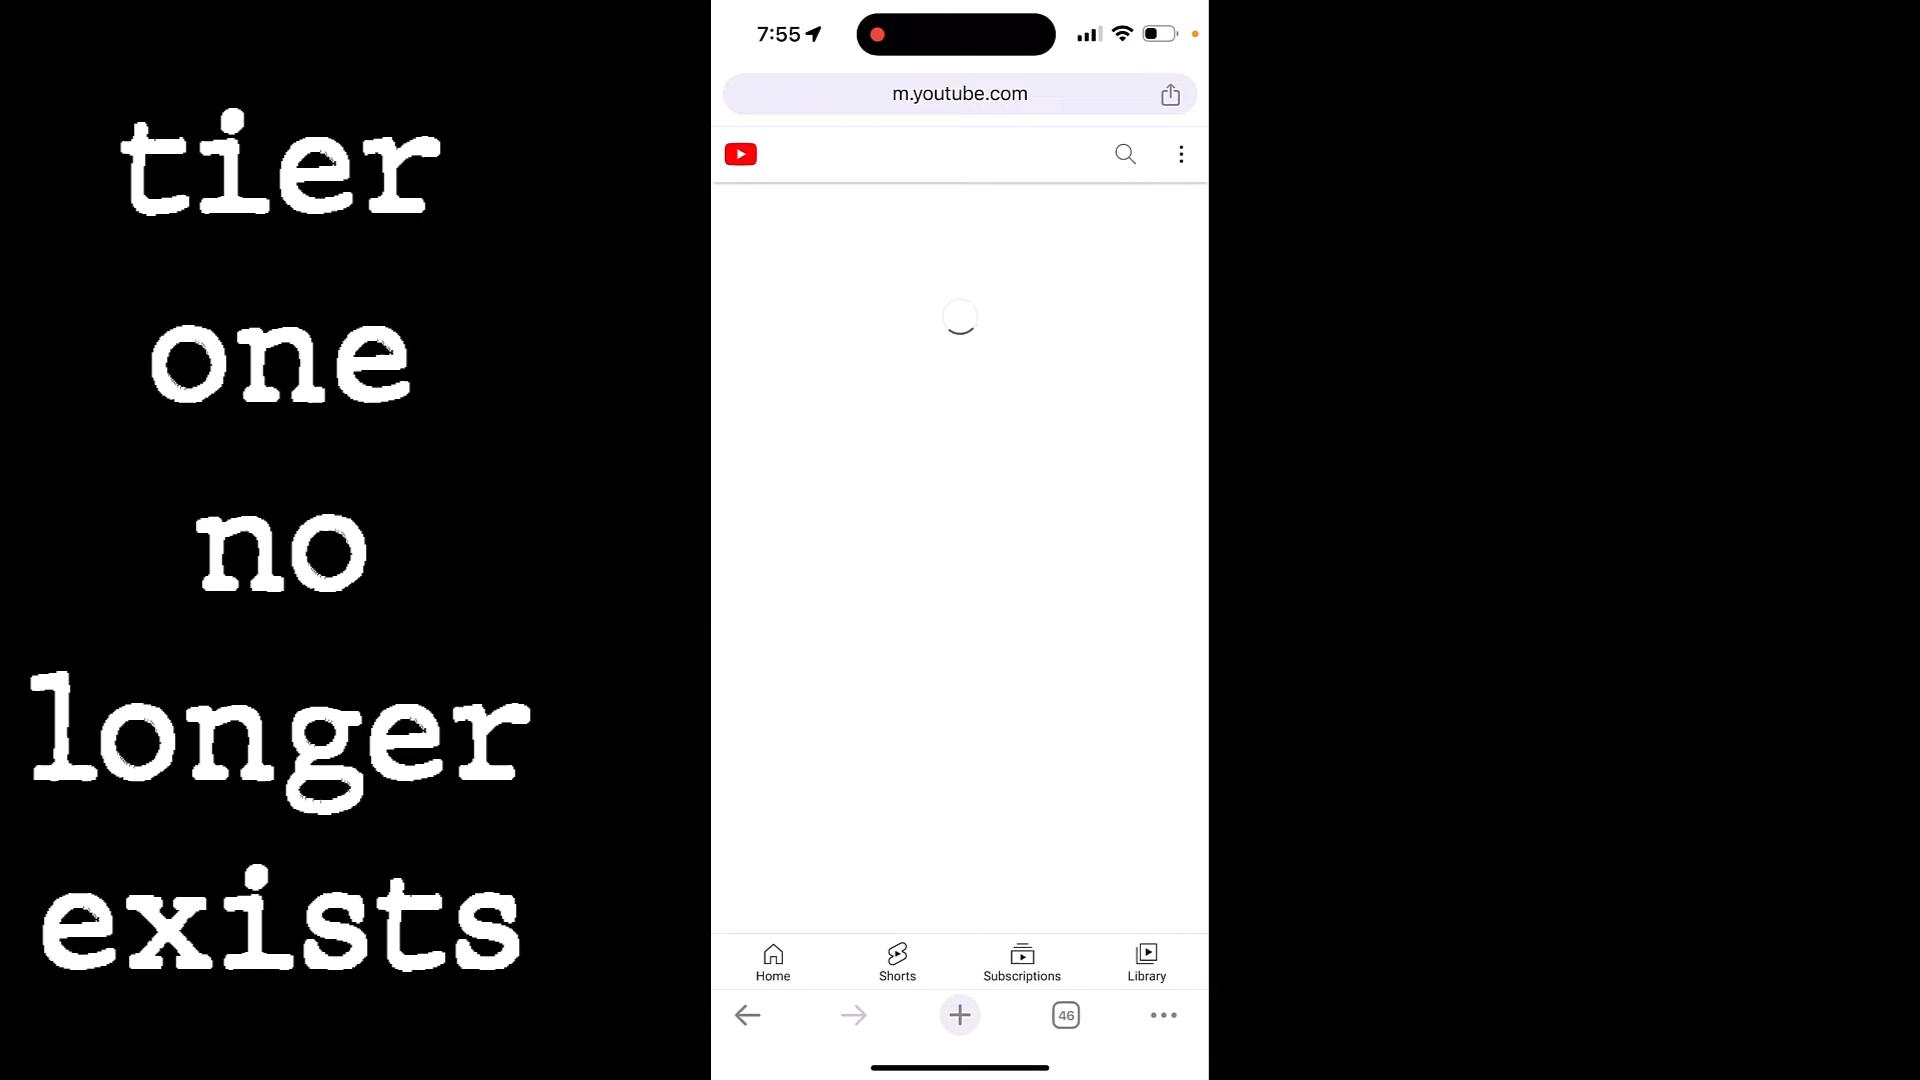 tier
one
no
longer
exists
7:55
m.youtube.com
Home
Shorts
Subscriptions
Library
46